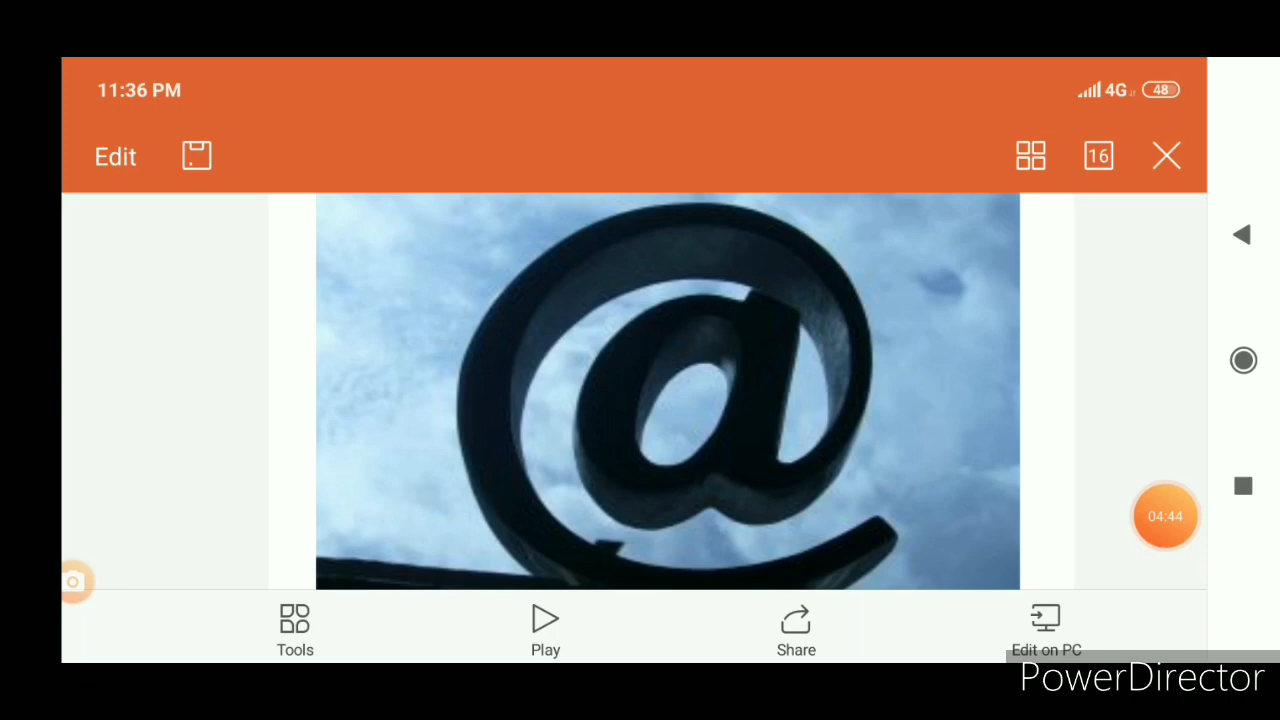 11:36 PM
4G 48
Edit
16
@
04:44
Tools
Play
Share
Edit on PC
PowerDirector